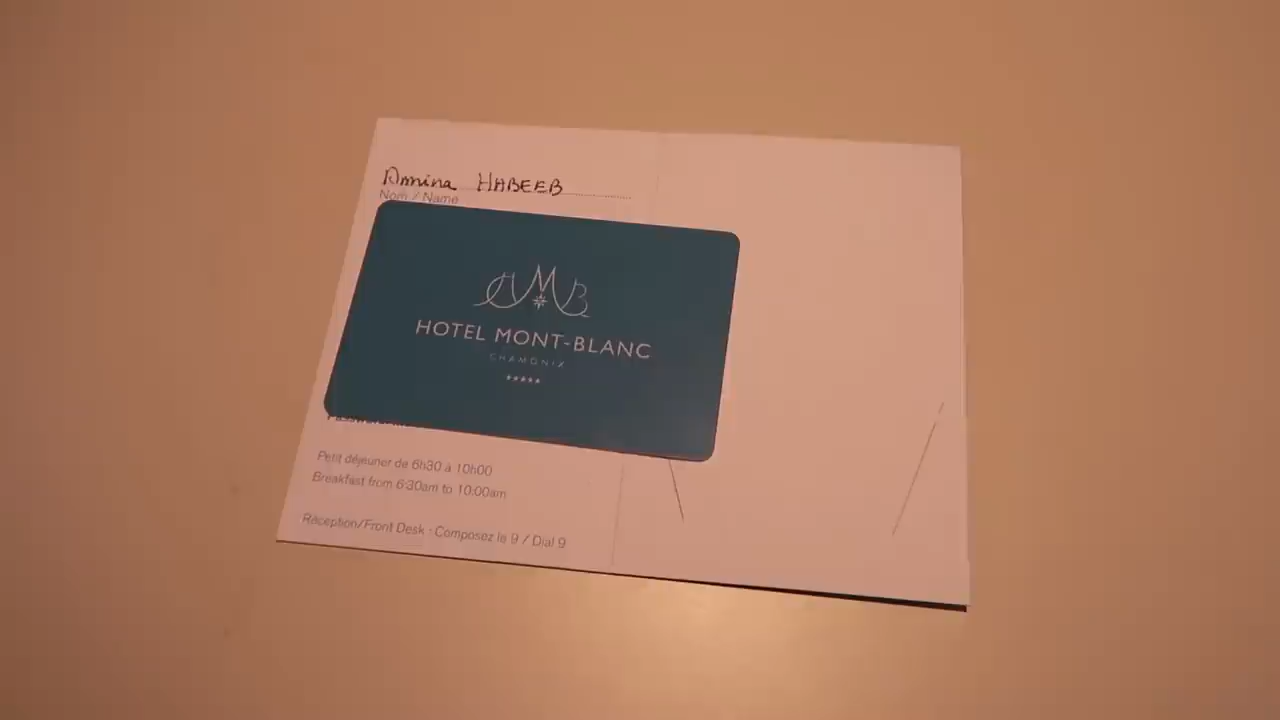 Amina HABEEB
Nom / Name
HMB
HOTEL MONT-BLANC
CHAMONIX
★★★★★
Petit déjeuner de 6h30 à 10h00
Breakfast from 6:30am to 10:00am
Réception/Front Desk - Composez le 9 / Dial 9